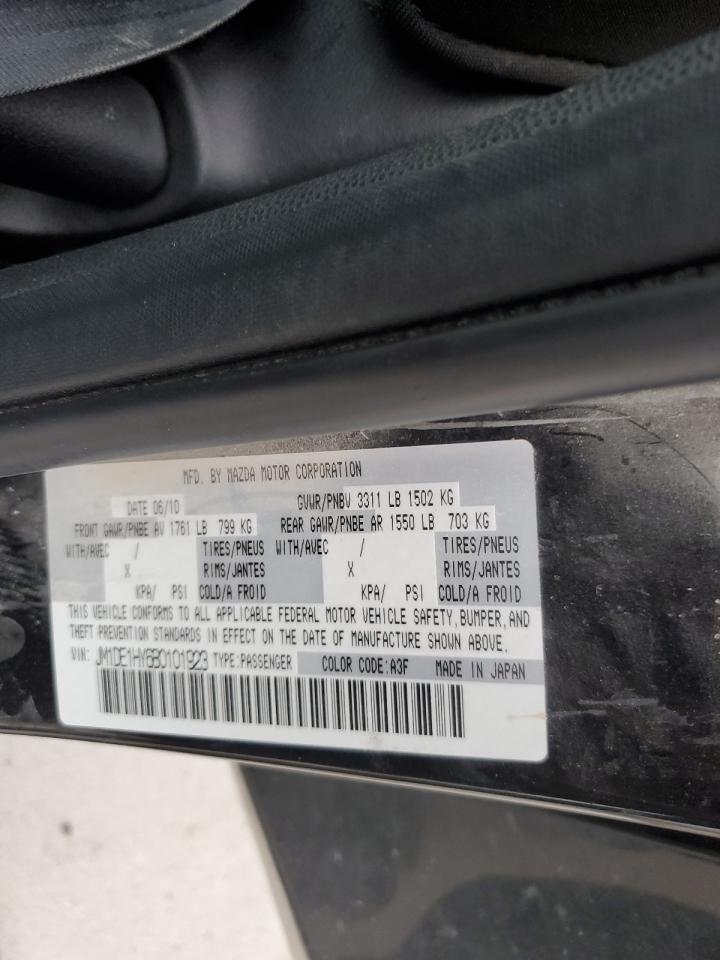 MFD. BY MAZDA MOTOR CORPORATION
DATE 06/10 GVWR/PNBV 3311 LB 1502 KG
FRONT GAWR/PNBE AV 1761 LB 799 KG REAR GAWR/PNBE AR 1550 LB 703 KG
WITH/AVEC / TIRES/PNEUS WITH/AVEC / TIRES/PNEUS
X RIMS/JANTES X RIMS/JANTES
KPA/ PSI COLD/A FROID KPA/ PSI COLD/A FROID
THIS VEHICLE CONFORMS TO ALL APPLICABLE FEDERAL MOTOR VEHICLE SAFETY, BUMPER, AND
THEFT PREVENTION STANDARDS IN EFFECT ON THE DATE OF MANUFACTURE SHOWN ABOVE.
VIN: JM1DE1HY6B0101923 TYPE:PASSENGER COLOR CODE:A3F MADE IN JAPAN